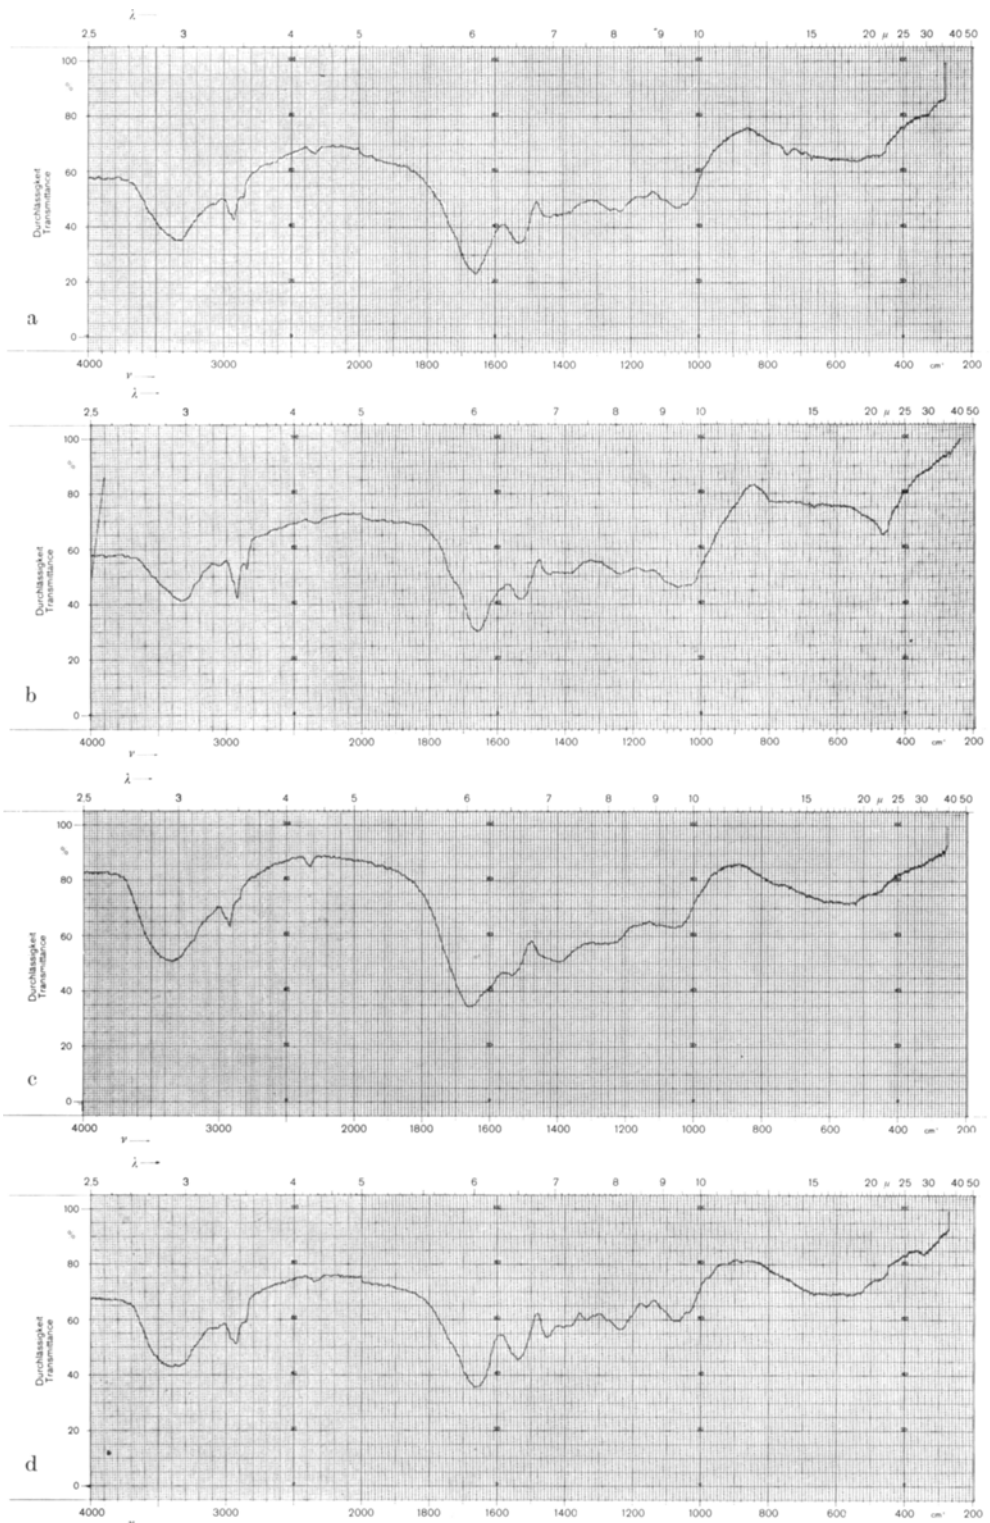 λ →
2.5 3 4 5 6 7 8 9 10 15 20 μ 25 30 40 50
100
%
80
60
40
20
0
Durchlässigkeit
Transmittance
a
4000 3000 2000 1800 1600 1400 1200 1000 800 600 400 cm⁻¹ 200
ν →
λ →
2.5 3 4 5 6 7 8 9 10 15 20 μ 25 30 40 50
100
%
80
60
40
20
0
Durchlässigkeit
Transmittance
b
4000 3000 2000 1800 1600 1400 1200 1000 800 600 400 cm⁻¹ 200
ν →
λ →
2.5 3 4 5 6 7 8 9 10 15 20 μ 25 30 40 50
100
%
80
60
40
20
0
Durchlässigkeit
Transmittance
c
4000 3000 2000 1800 1600 1400 1200 1000 800 600 400 cm⁻¹ 200
ν →
λ →
2.5 3 4 5 6 7 8 9 10 15 20 μ 25 30 40 50
100
%
80
60
40
20
0
Durchlässigkeit
Transmittance
d
4000 3000 2000 1800 1600 1400 1200 1000 800 600 400 cm⁻¹ 200